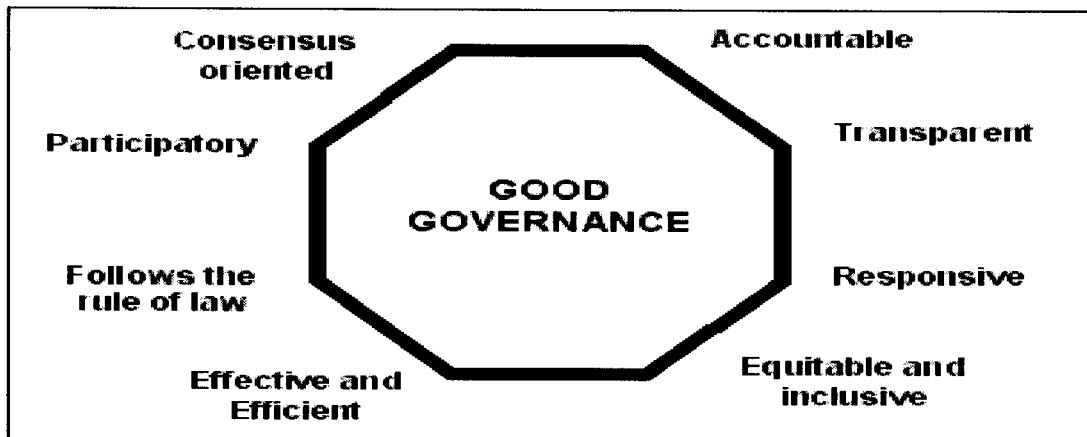 Consensus
oriented
Accountable
Participatory
Transparent
GOOD
GOVERNANCE
Follows the
rule of law
Responsive
Effective and
Efficient
Equitable and
inclusive